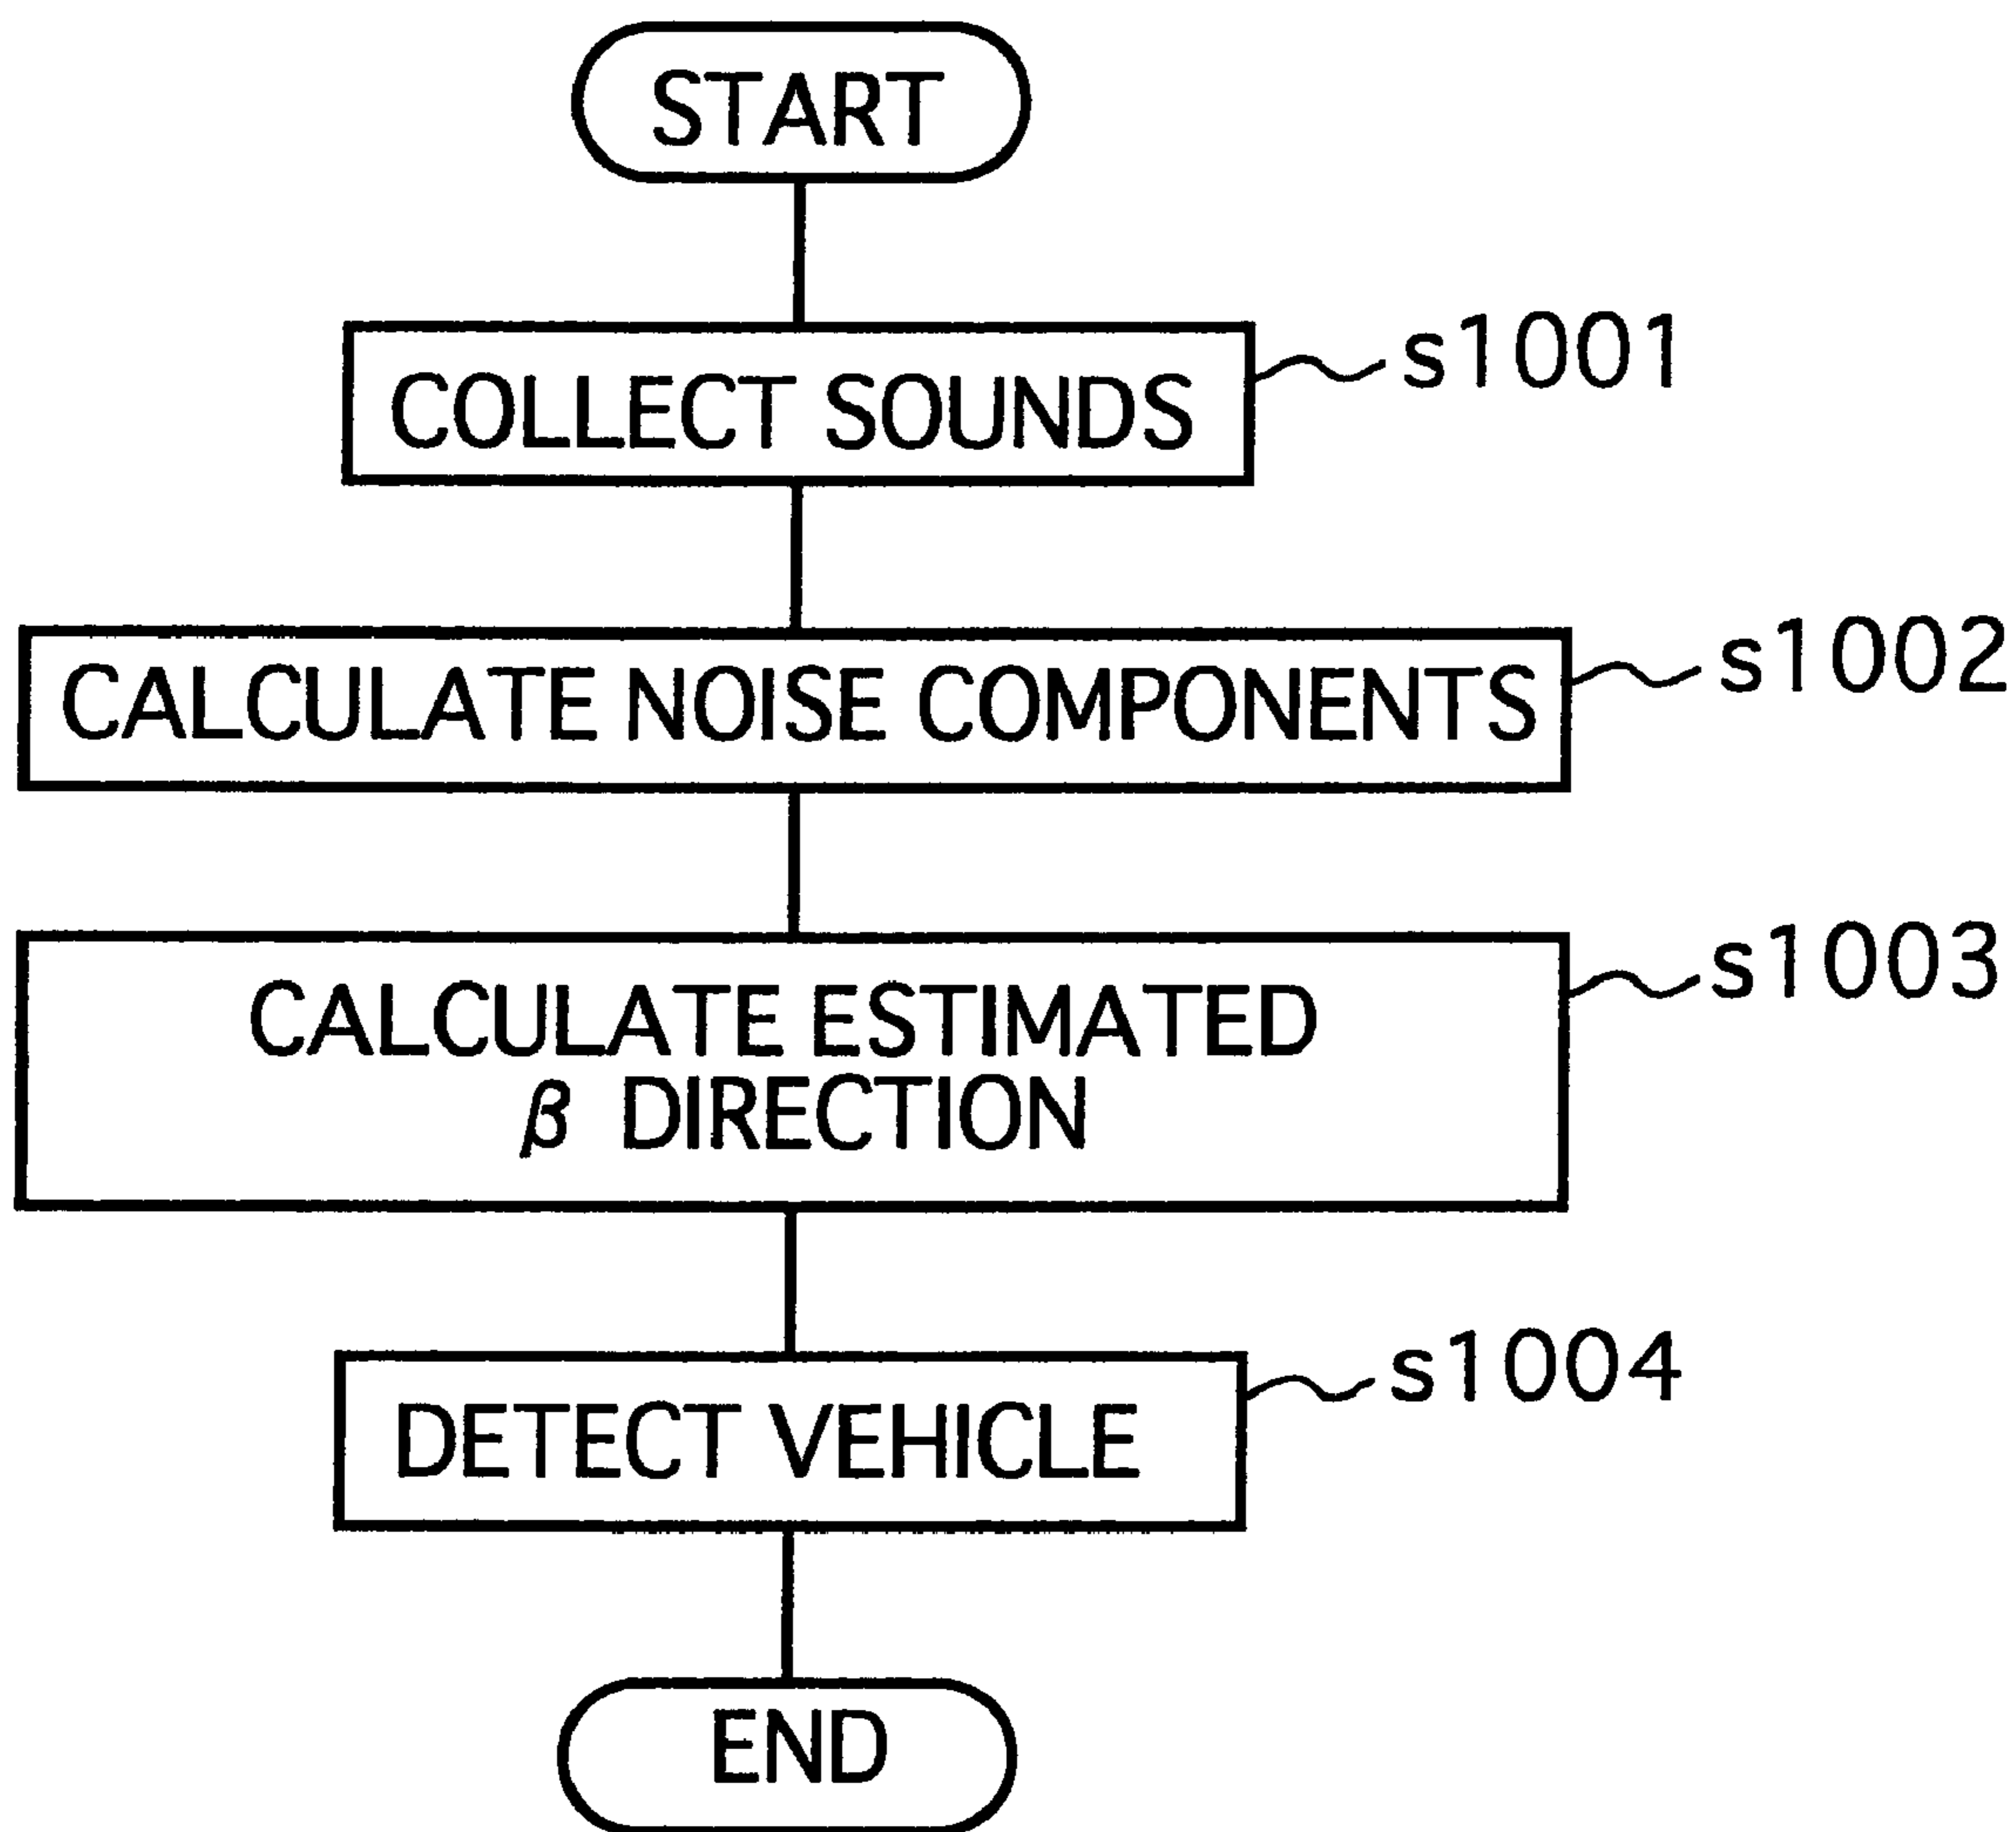 START
COLLECT SOUNDS
s1001
CALCULATE NOISE COMPONENTS
s1002
CALCULATE ESTIMATED
β DIRECTION
s1003
DETECT VEHICLE
s1004
END